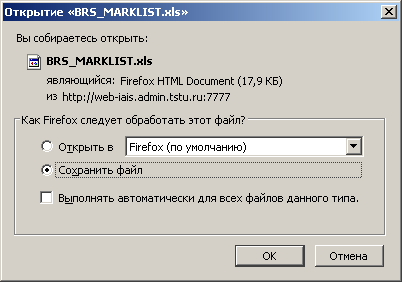 Открытие «BRS_MARKLIST.xls»
Вы собираетесь открыть:
BRS_MARKLIST.xls
являющийся: Firefox HTML Document (17,9 КБ)
из http://web-iais.admin.tstu.ru:7777
Как Firefox следует обработать этот файл?
Открыть в Firefox (по умолчанию)
Сохранить файл
Выполнять автоматически для всех файлов данного типа.
OK Отмена